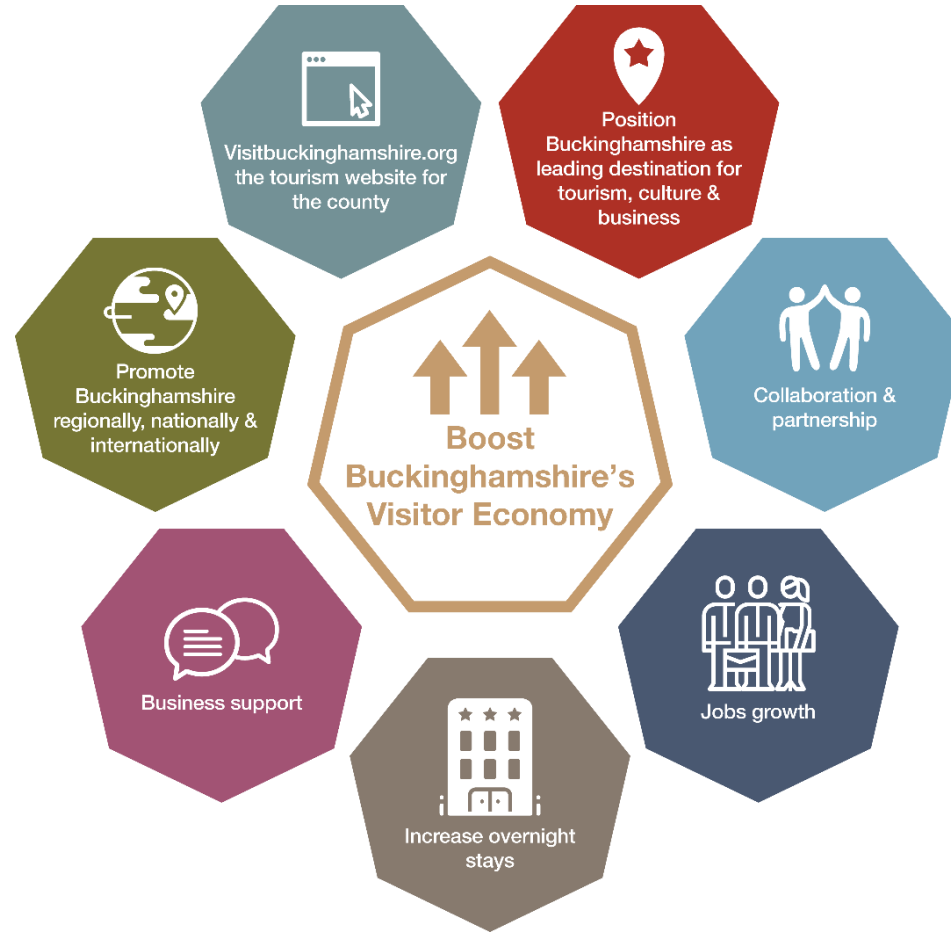 Visitbuckinghamshire.org
the tourism website for
the county
Position
Buckinghamshire as
leading destination for
tourism, culture &
business
Promote
Buckinghamshire
regionally, nationally &
internationally
Boost
Buckinghamshire’s
Visitor Economy
Collaboration &
partnership
Business support
Jobs growth
Increase overnight
stays